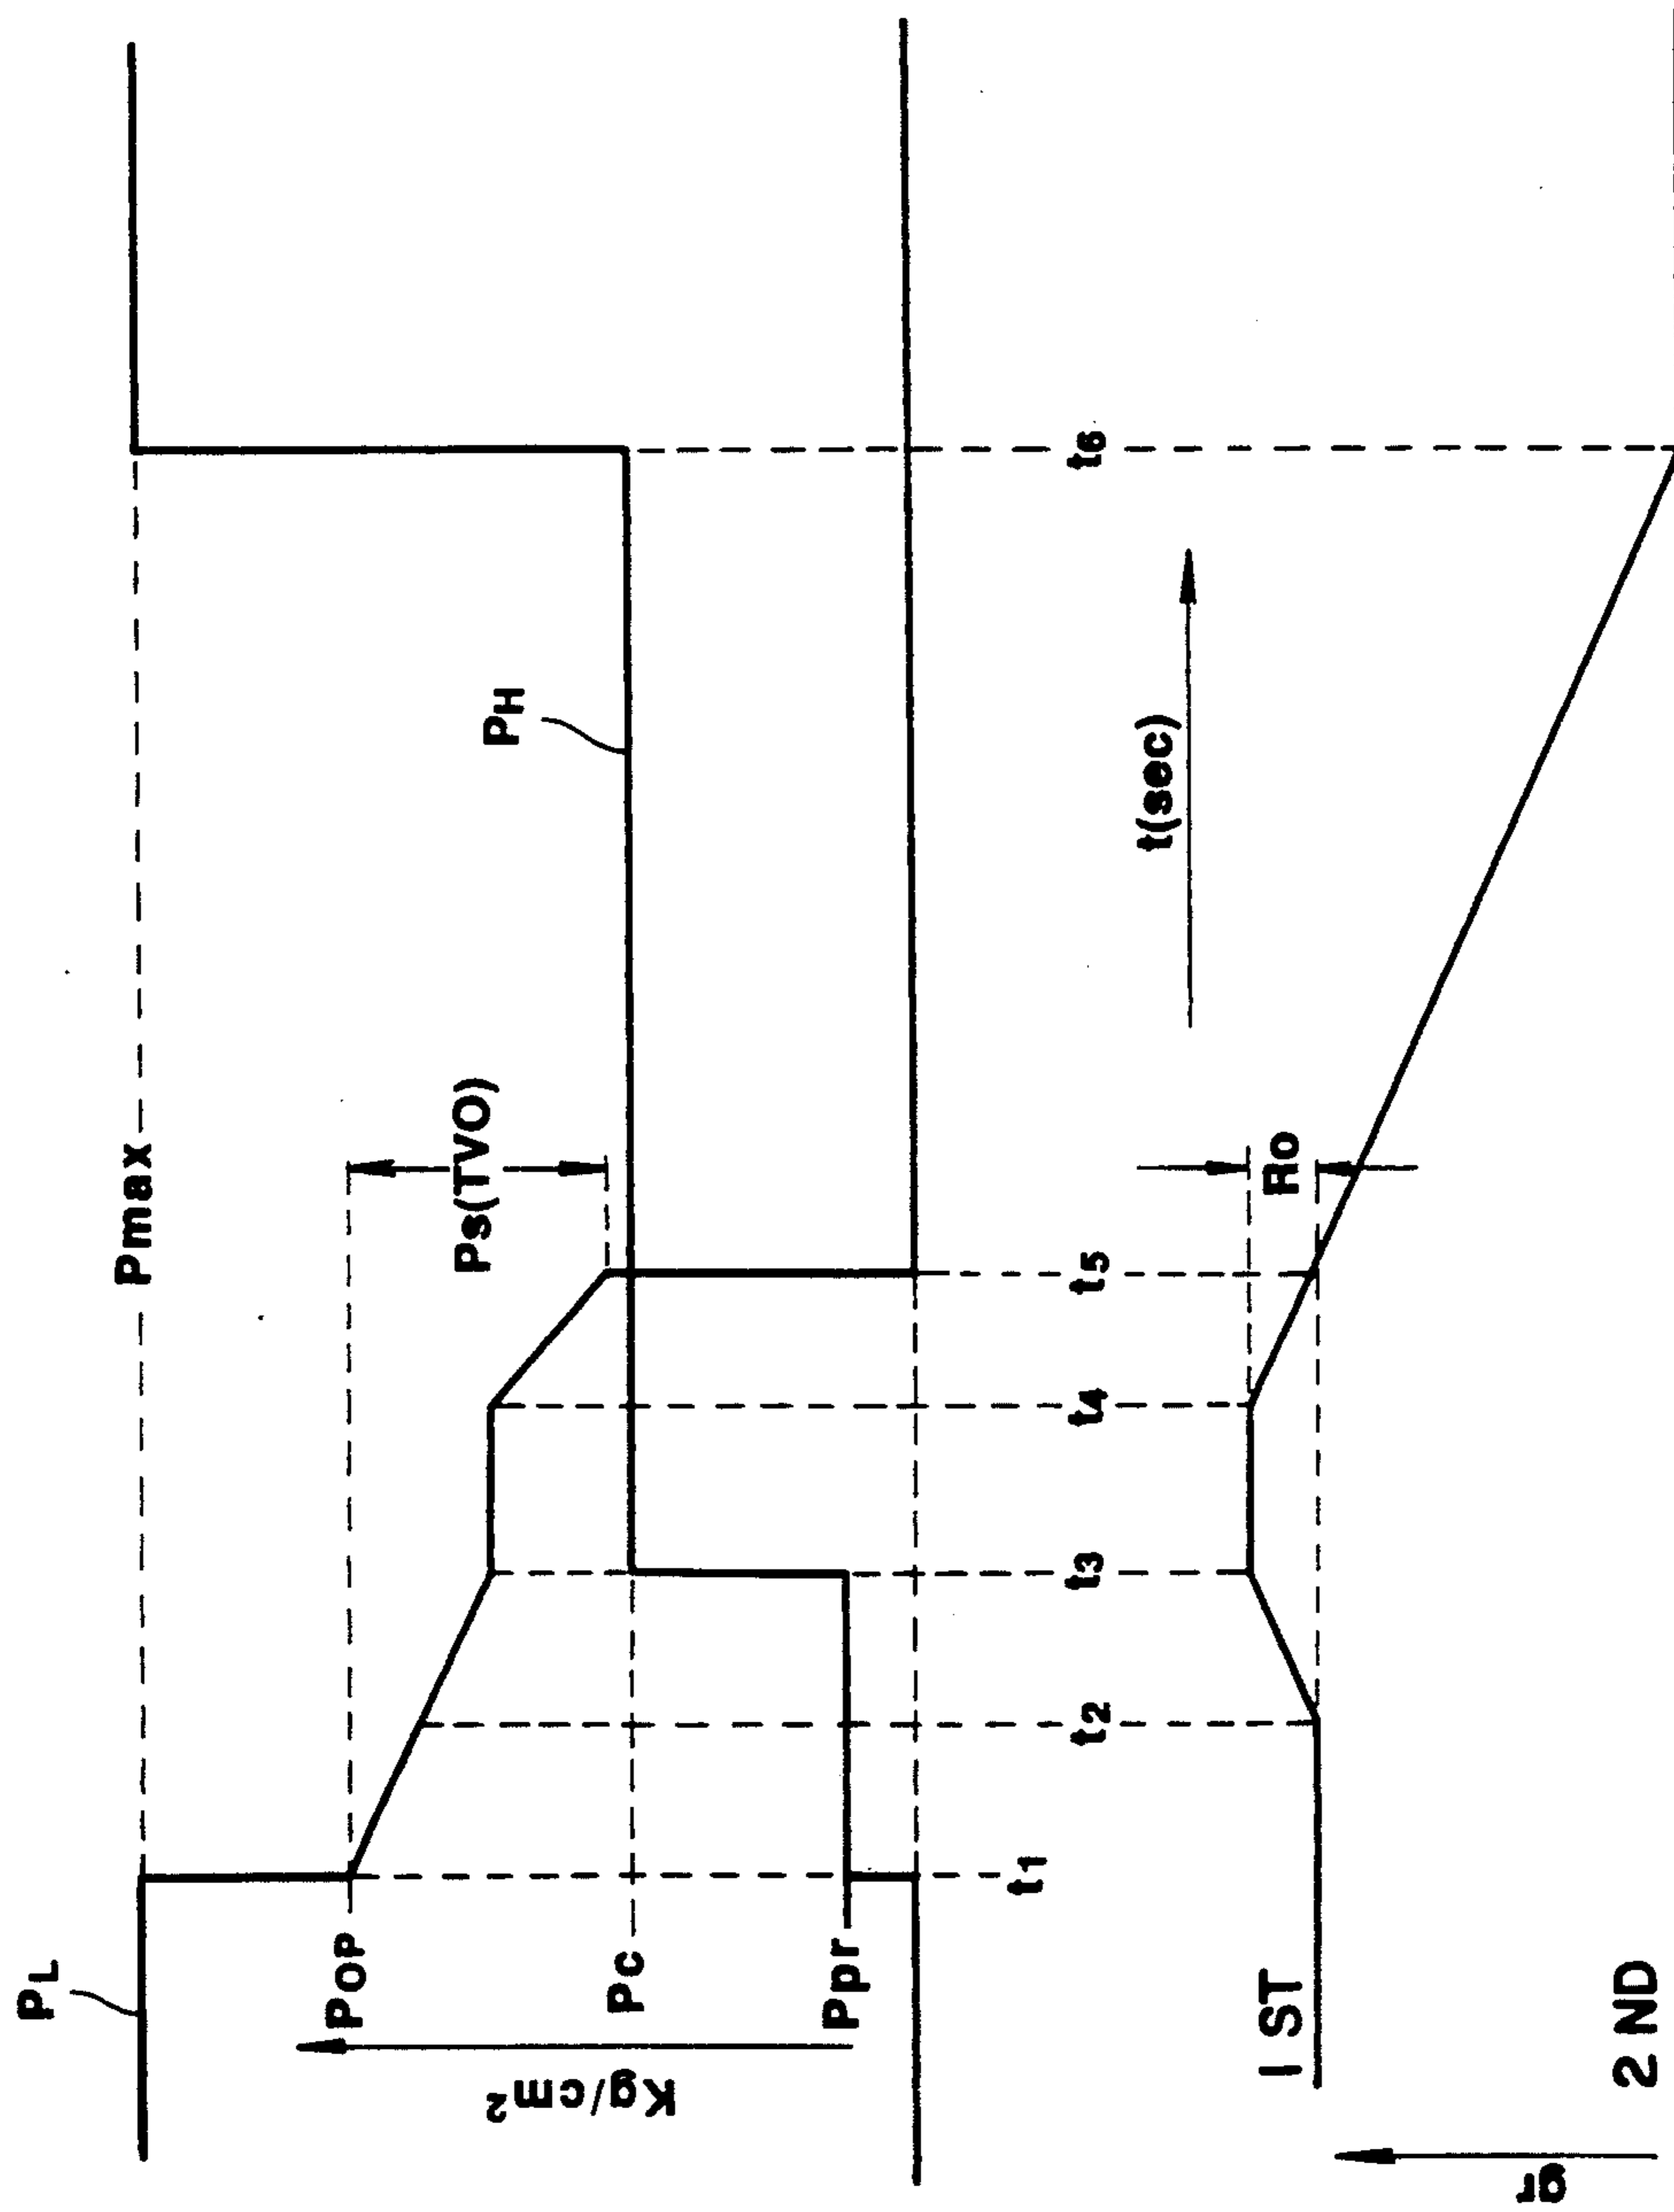 PL
Pmax
POP
Ps(TVO)
PH
Pc
Ppr
Kg/cm2
t1
t2
t3
t4
t5
t6
t(sec)
Ro
1 ST
2 ND
gr